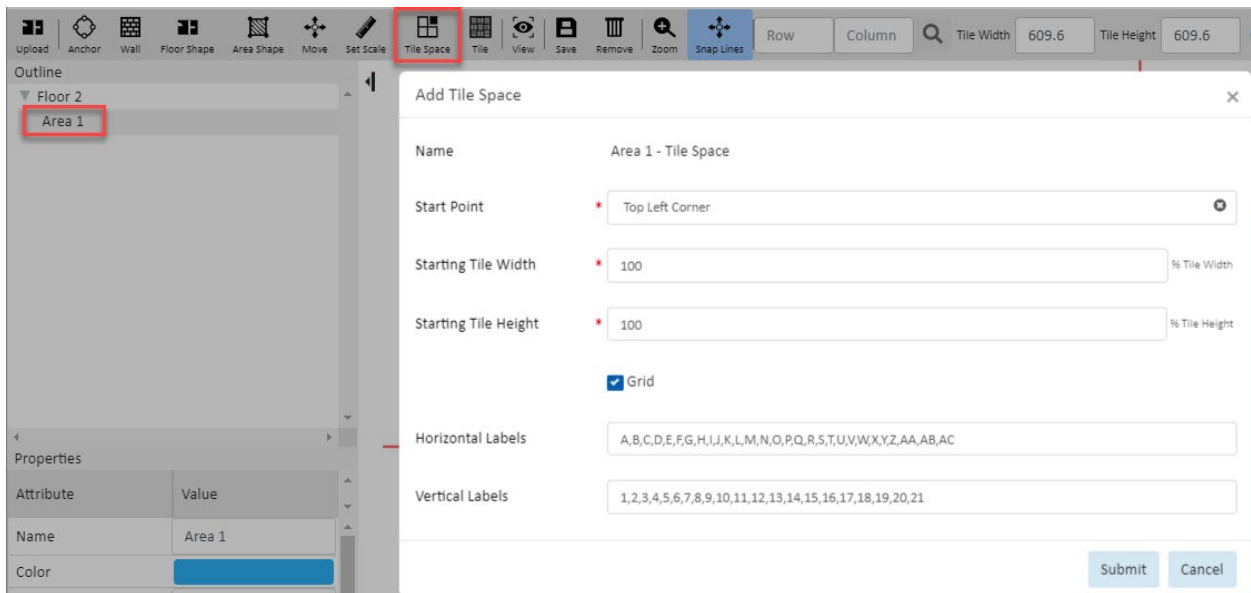 Upload Anchor Wall Floor Shape Area Shape Move Set Scale Tile Space Tile View Save Remove Zoom Snap Lines Row Column Tile Width 609.6 Tile Height 609.6
Outline
Floor 2
Area 1
Properties
Attribute Value
Name Area 1
Color
Add Tile Space
Name Area 1 - Tile Space
Start Point * Top Left Corner
Starting Tile Width * 100 % Tile Width
Starting Tile Height * 100 % Tile Height
Grid
Horizontal Labels A,B,C,D,E,F,G,H,I,J,K,L,M,N,O,P,Q,R,S,T,U,V,W,X,Y,Z,AA,AB,AC
Vertical Labels 1,2,3,4,5,6,7,8,9,10,11,12,13,14,15,16,17,18,19,20,21
Submit Cancel